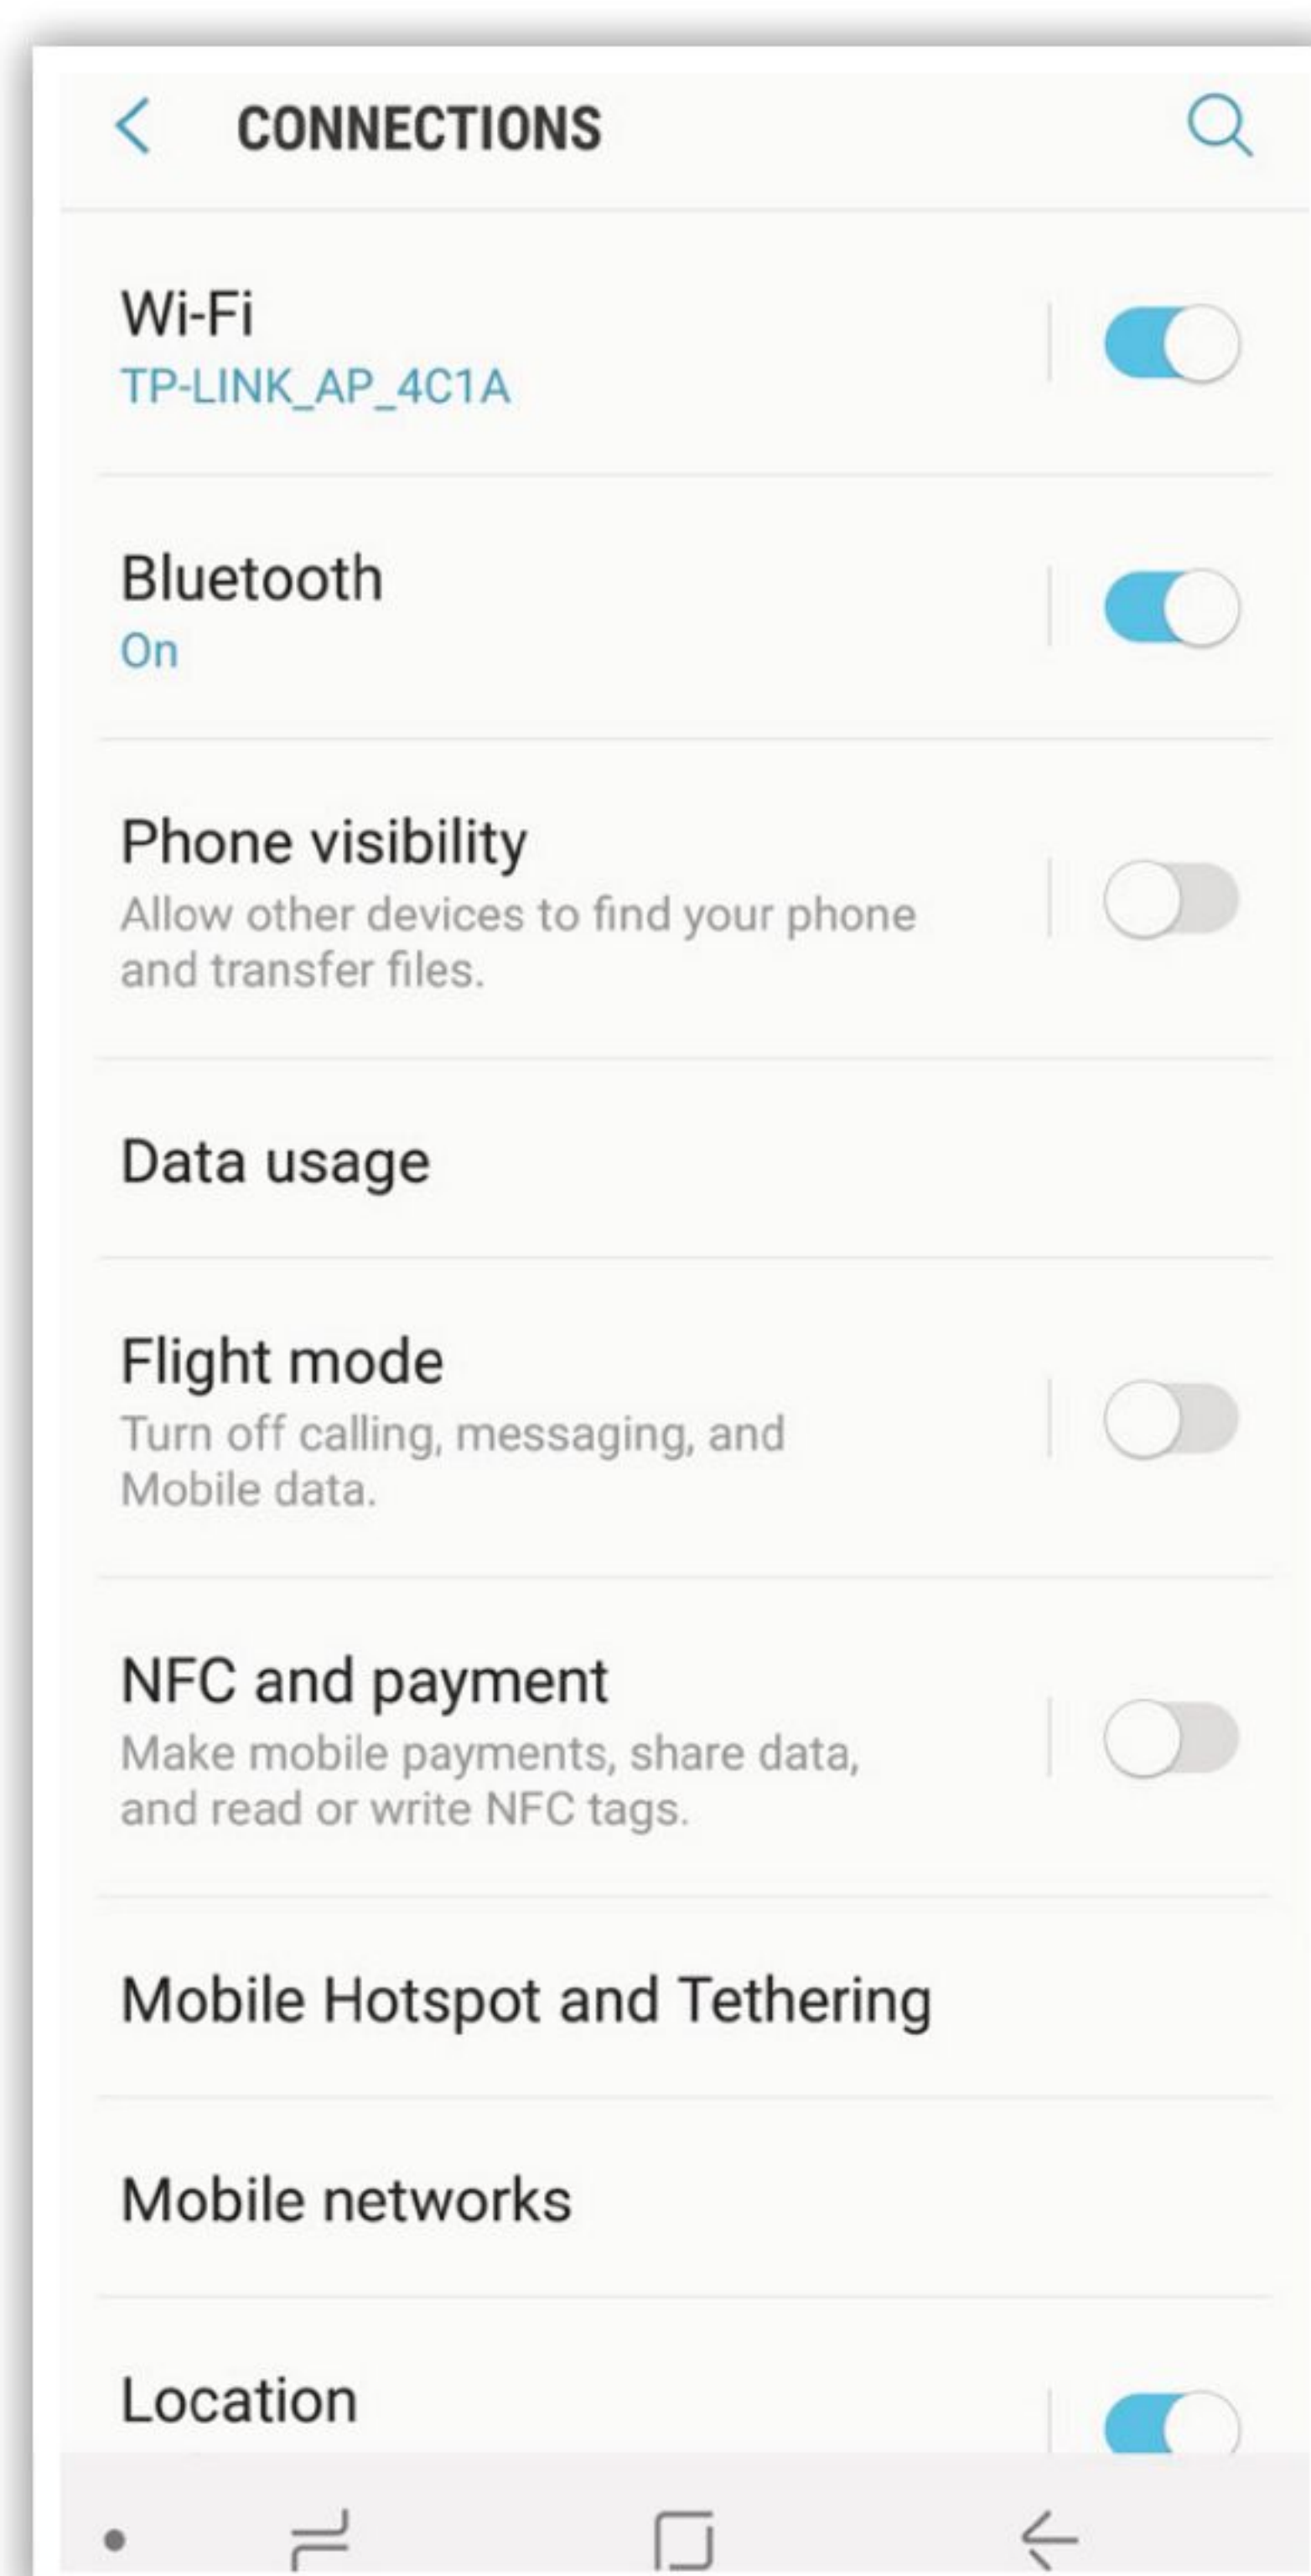 CONNECTIONS
Wi-Fi
TP-LINK_AP_4C1A
Bluetooth
On
Phone visibility
Allow other devices to find your phone
and transfer files.
Data usage
Flight mode
Turn off calling, messaging, and
Mobile data.
NFC and payment
Make mobile payments, share data,
and read or write NFC tags.
Mobile Hotspot and Tethering
Mobile networks
Location